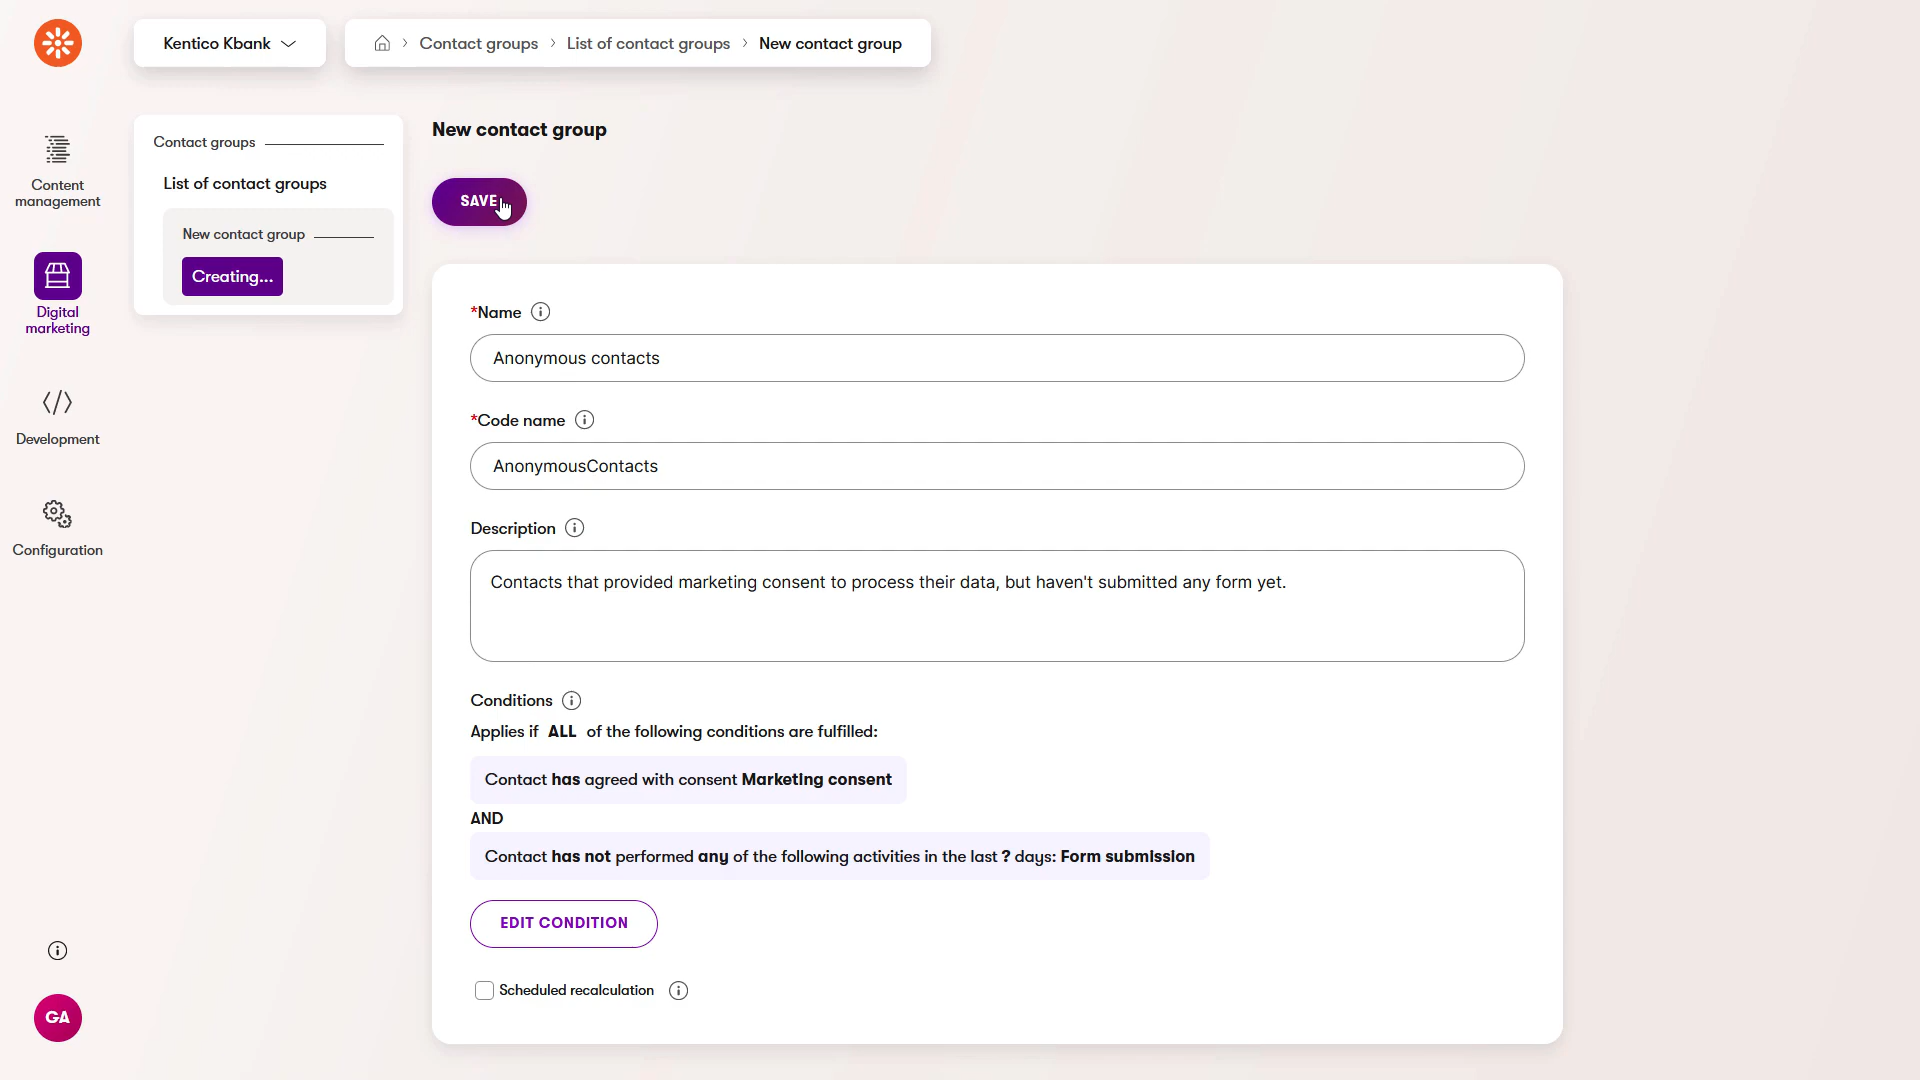 Kentico Kbank
Contact groups
List of contact groups
New contact group
Content
management
Digital
marketing
Development
Configuration
GA
Contact groups
List of contact groups
New contact group
Creating...
New contact group
SAVE
*Name
Anonymous contacts
*Code name
AnonymousContacts
Description
Contacts that provided marketing consent to process their data, but haven't submitted any form yet.
Conditions
Applies if ALL of the following conditions are fulfilled:
Contact has agreed with consent Marketing consent
AND
Contact has not performed any of the following activities in the last ? days: Form submission
EDIT CONDITION
Scheduled recalculation